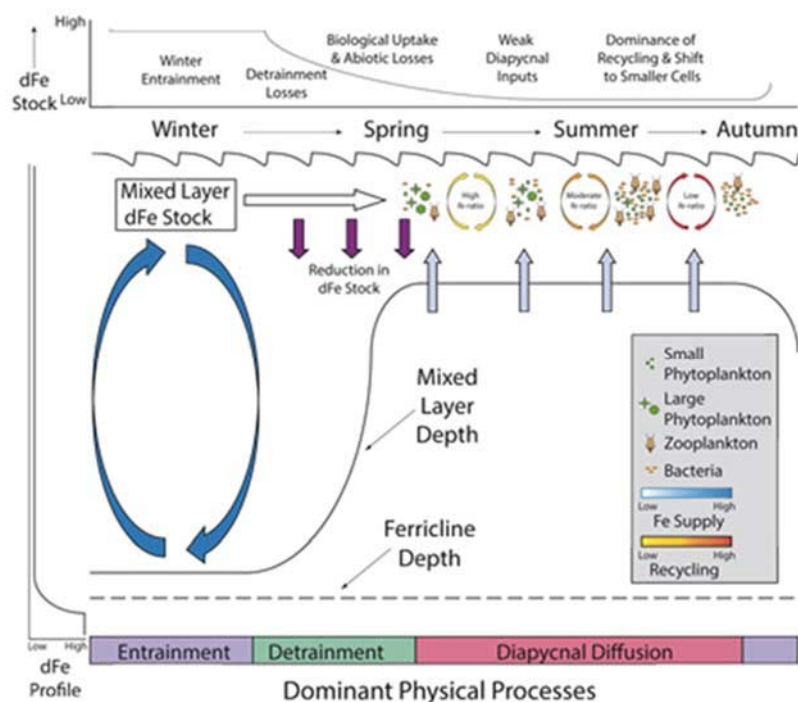 High
dFe
Stock
Low
Winter
Entrainment
Detrainment
Losses
Biological Uptake
& Abiotic Losses
Weak
Diapycnal
Inputs
Dominance of
Recycling & Shift
to Smaller Cells
Winter
Spring
Summer
Autumn
Mixed Layer
dFe Stock
High
fe-ratio
Moderate
fe-ratio
Low
fe-ratio
Reduction in
dFe Stock
Mixed
Layer
Depth
Ferricline
Depth
Small
Phytoplankton
Large
Phytoplankton
Zooplankton
Bacteria
Low High
Fe Supply
Low High
Recycling
Low High
dFe
Profile
Entrainment
Detrainment
Diapycnal Diffusion
Dominant Physical Processes